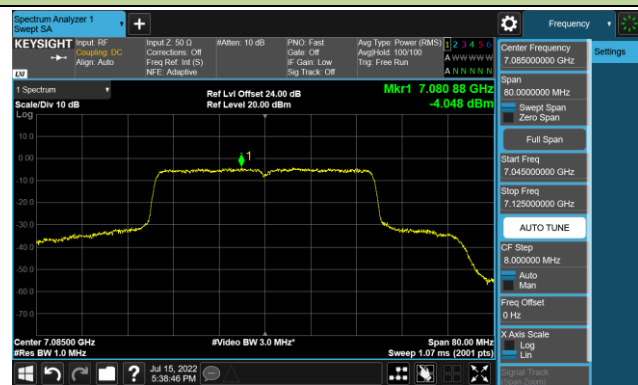 Spectrum Analyzer 1
Swept SA
Frequency
KEYSIGHT
Input: RF
Coupling: DC
Align: Auto
Input Z: 50 Ω
Corrections: Off
Freq Ref: Int (S)
NFE: Adaptive
#Atten: 10 dB
PNO: Fast
Gate: Off
IF Gain: Low
Sig Track: Off
Avg Type: Power (RMS)
Avg|Hold: 100/100
Trig: Free Run
1 2 3 4 5 6
A W W W W W
A N N N N N
LXI
1 Spectrum
Scale/Div 10 dB
Ref Lvl Offset 24.00 dB
Ref Level 20.00 dBm
Mkr1 7.080 88 GHz
-4.048 dBm
Log
10.0
0.00
-10.0
-20.0
-30.0
-40.0
-50.0
-60.0
-70.0
1
Center 7.08500 GHz
#Res BW 1.0 MHz
#Video BW 3.0 MHz*
Span 80.00 MHz
Sweep 1.07 ms (2001 pts)
Jul 15, 2022
5:38:46 PM
Center Frequency
7.085000000 GHz
Span
80.0000000 MHz
Swept Span
Zero Span
Full Span
Start Freq
7.045000000 GHz
Stop Freq
7.125000000 GHz
AUTO TUNE
CF Step
8.000000 MHz
Auto
Man
Freq Offset
0 Hz
X Axis Scale
Log
Lin
Signal Track
(Span Zoom)
Settings